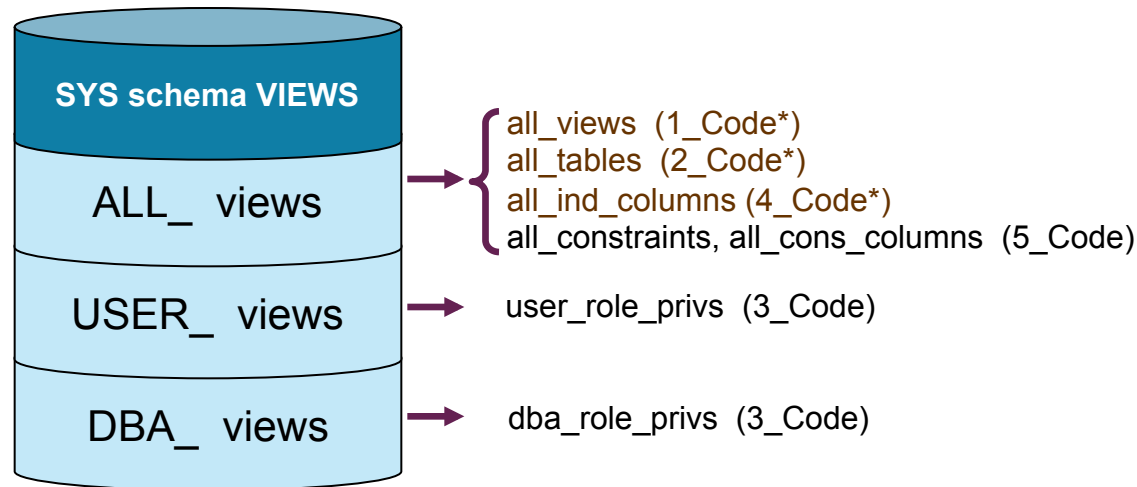 SYS schema VIEWS
ALL_ views
all_views (1_Code*)
all_tables (2_Code*)
all_ind_columns (4_Code*)
all_constraints, all_cons_columns (5_Code)
USER_ views
user_role_privs (3_Code)
DBA_ views
dba_role_privs (3_Code)